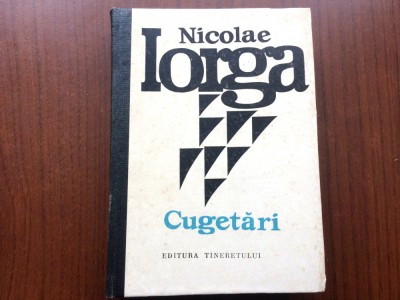 Nicolae
Iorga
Cugetări
EDITURA TINERETULUI